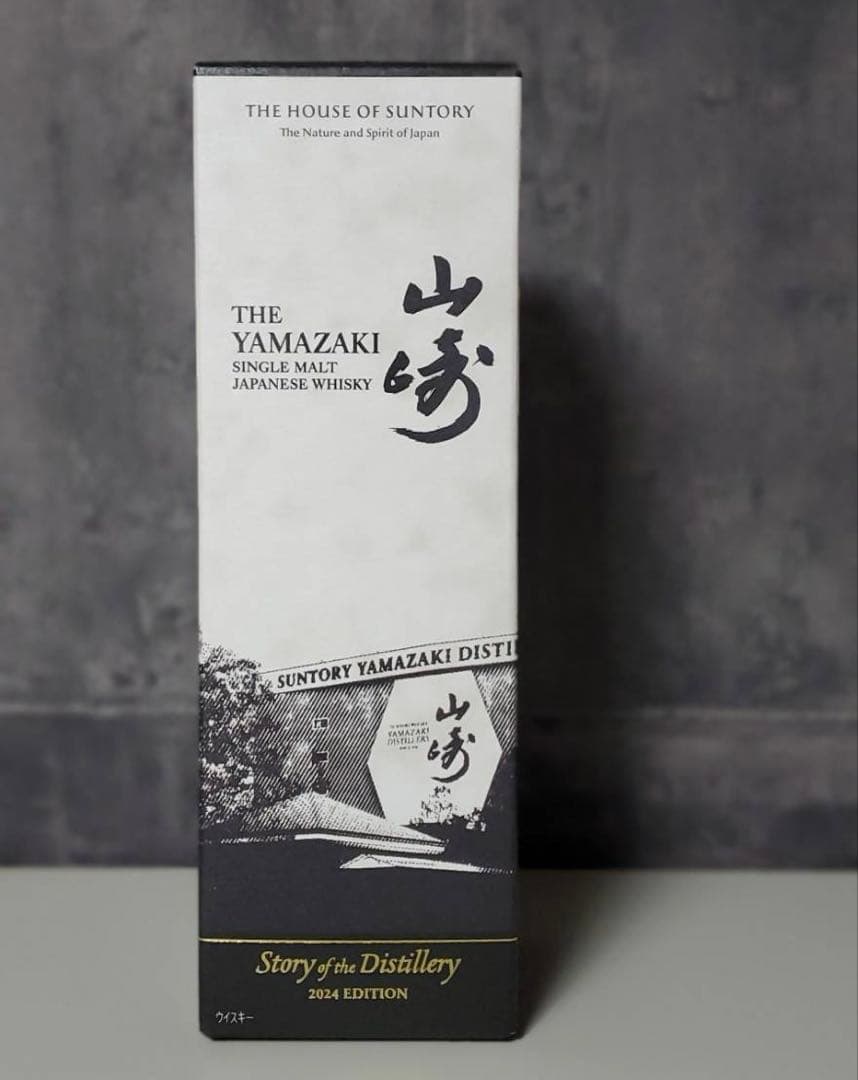 THE HOUSE OF SUNTORY
The Nature and Spirit of Japan
THE
YAMAZAKI
SINGLE MALT
JAPANESE WHISKY
山崎
SUNTORY YAMAZAKI DISTI
山崎
YAMAZAKI
DISTILLERY
Story of the Distillery
2024 EDITION
ウイスキー